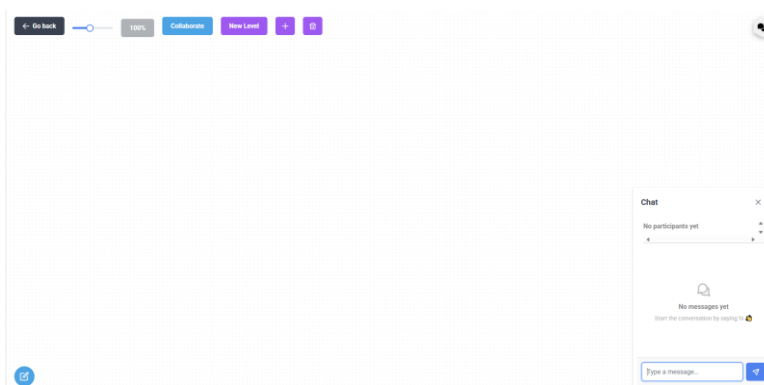 ← Go back
100%
Collaborate
New Level
+
Chat
No participants yet
No messages yet
Start the conversation by saying hi 👋
Type a message...